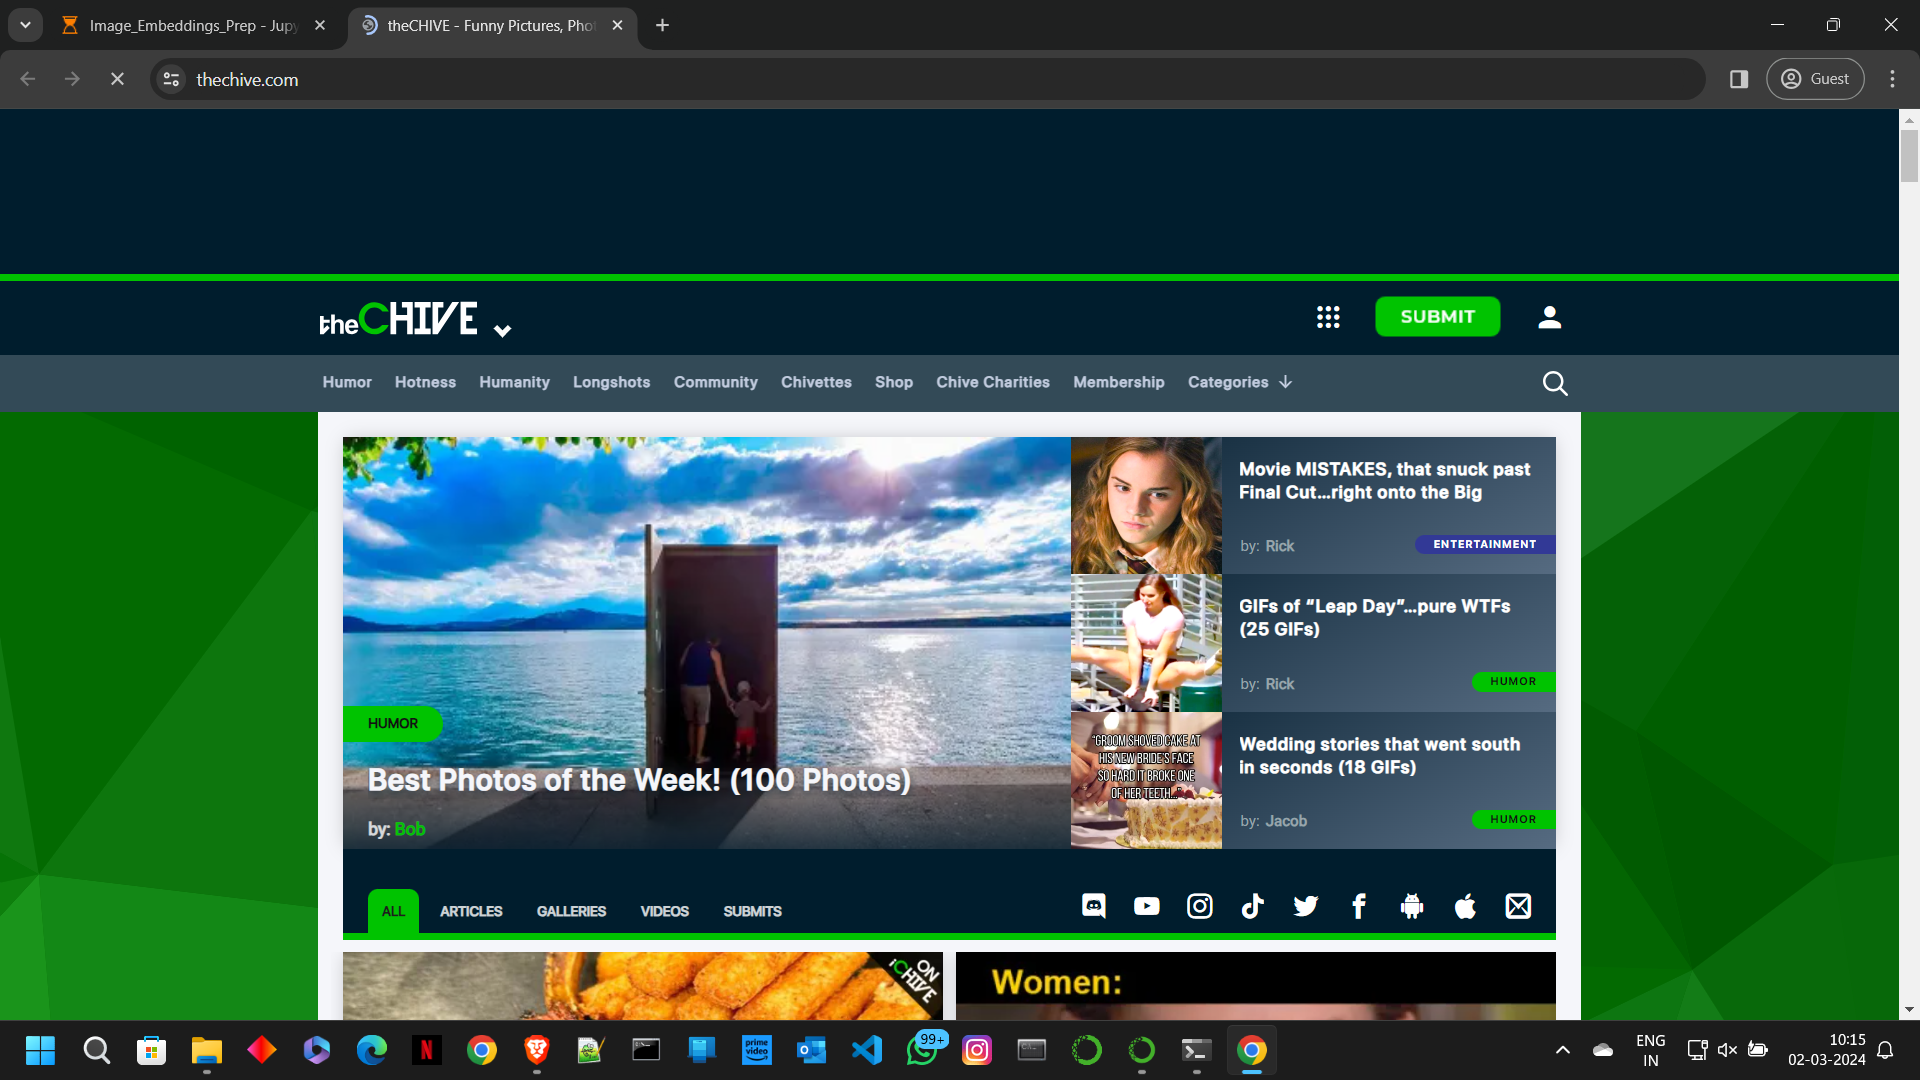 Image_Embeddings_Prep - Jupy
theCHIVE - Funny Pictures, Phot
thechive.com
Guest
theCHIVE
SUBMIT
Humor Hotness Humanity Longshots Community Chivettes Shop Chive Charities Membership Categories
HUMOR
Best Photos of the Week! (100 Photos)
by: Bob
Movie MISTAKES, that snuck past
Final Cut…right onto the Big
by: Rick
ENTERTAINMENT
GIFs of “Leap Day”…pure WTFs
(25 GIFs)
by: Rick
HUMOR
"GROOM SHOVED CAKE AT
HIS NEW BRIDE'S FACE
SO HARD IT BROKE ONE
OF HER TEETH..."
Wedding stories that went south
in seconds (18 GIFs)
by: Jacob
HUMOR
ALL ARTICLES GALLERIES VIDEOS SUBMITS
ON
iCHIVE
Women:
N
prime
video
99+
ENG
IN
10:15
02-03-2024